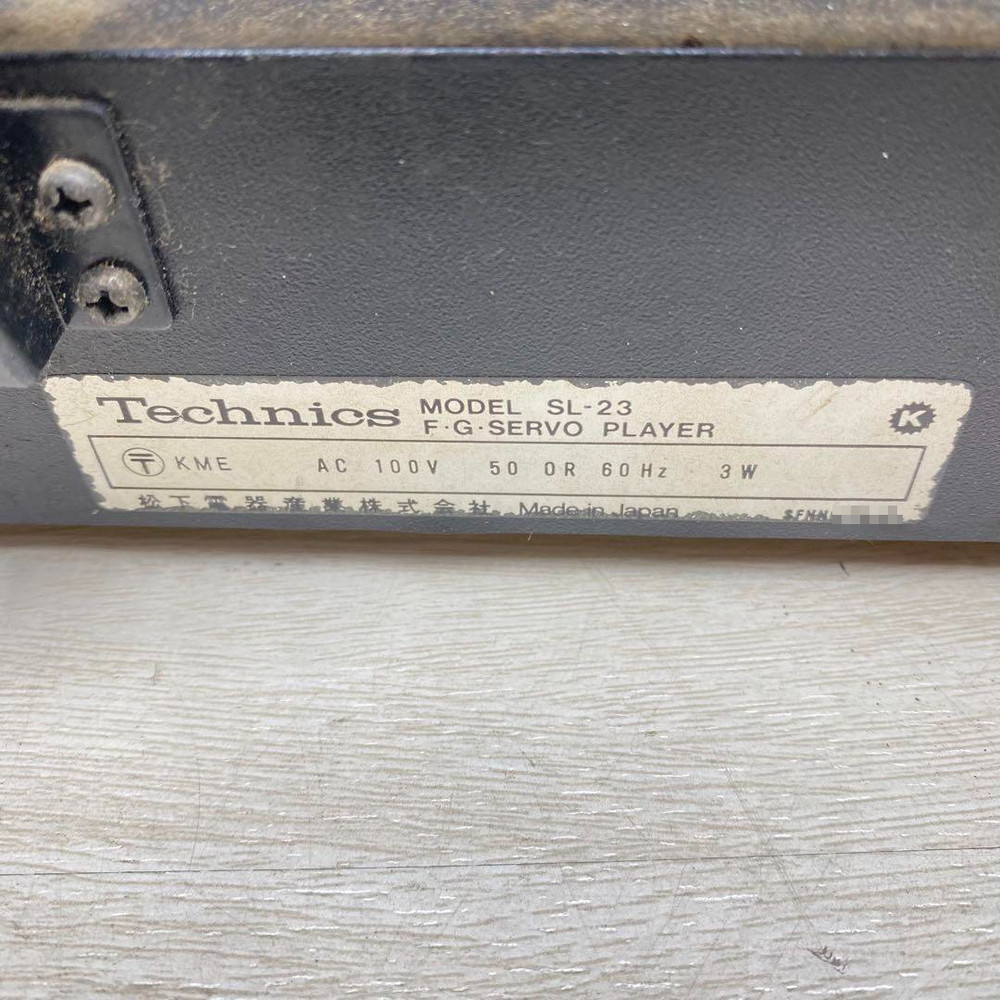 Technics MODEL SL-23
F·G·SERVO PLAYER
K
〒 KME AC 100V 50 OR 60Hz 3W
松下電器産業株式会社 Made in Japan